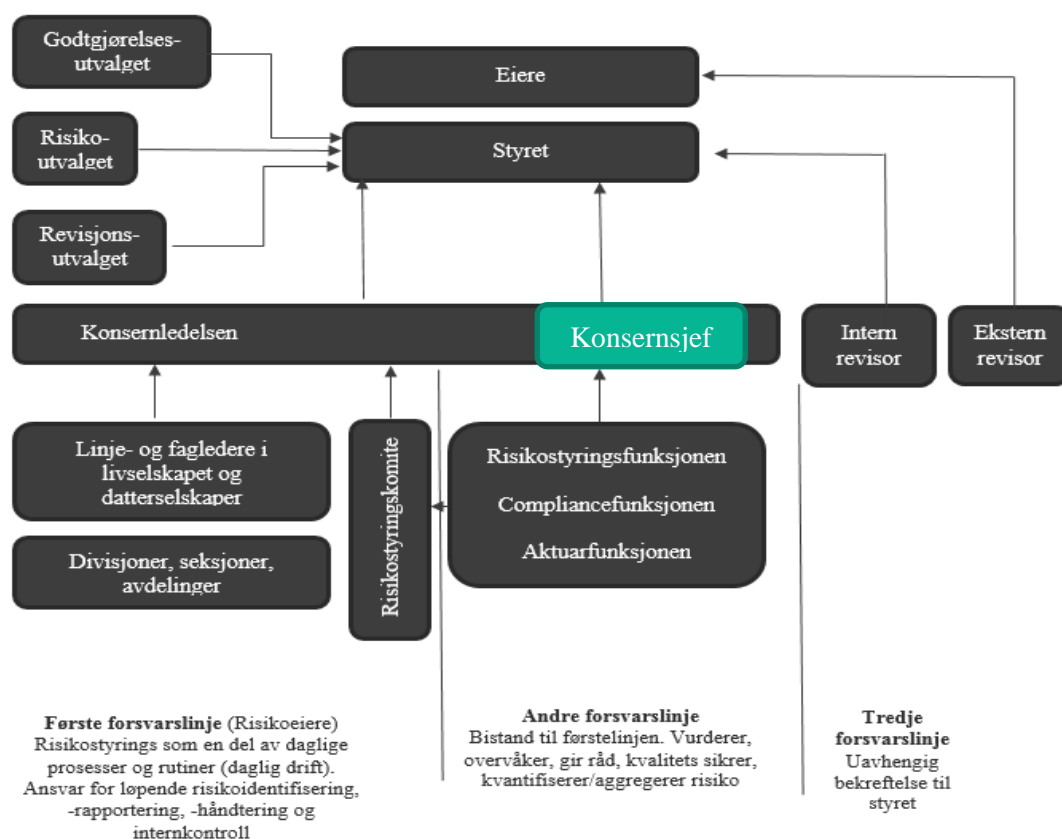 Godtgjørelses-
utvalget
Eiere
Risiko-
utvalget
Styret
Revisjons-
utvalget
Konsernledelsen
Konsernsjef
Intern
revisor
Ekstern
revisor
Linje- og fagledere i
livselskapet og
datterselskaper
Divisjoner, seksjoner,
avdelinger
Risikostyringskomite
Risikostyringsfunksjonen
Compliancefunksjonen
Aktuarfunksjonen
Første forsvarslinje (Risikoeiere)
Risikostyrings som en del av daglige
prosesser og rutiner (daglig drift).
Ansvar for løpende risikoidentifisering,
-rapportering, -håndtering og
internkontroll
Andre forsvarslinje
Bistand til førstelinjen. Vurderer,
overvåker, gir råd, kvalitets sikrer,
kvantifiserer/aggregerer risiko
Tredje
forsvarslinje
Uavhengig
bekreftelse til
styret